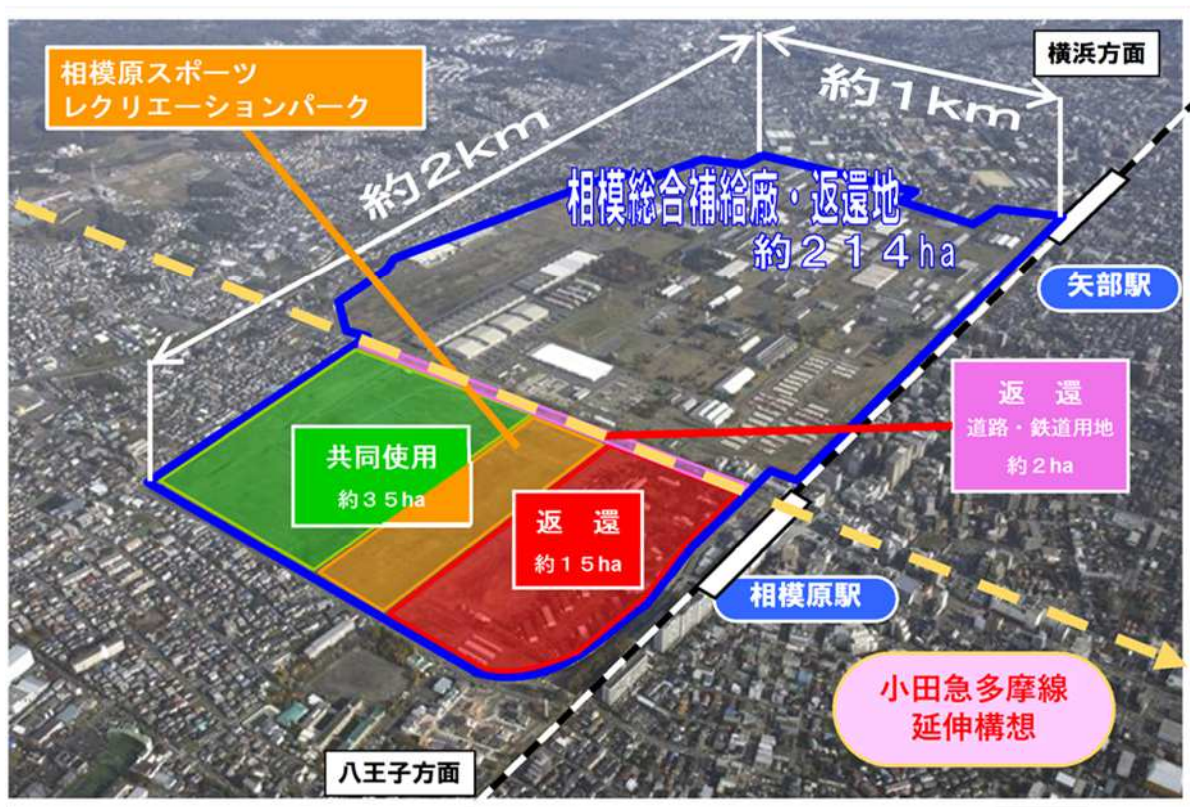 相模原スポーツ
レクリエーションパーク
横浜方面
約1km
約2km
相模総合補給廠・返還地
約214ha
矢部駅
返　還
道路・鉄道用地
約2ha
共同使用
約35ha
返　還
約15ha
相模原駅
小田急多摩線
延伸構想
八王子方面